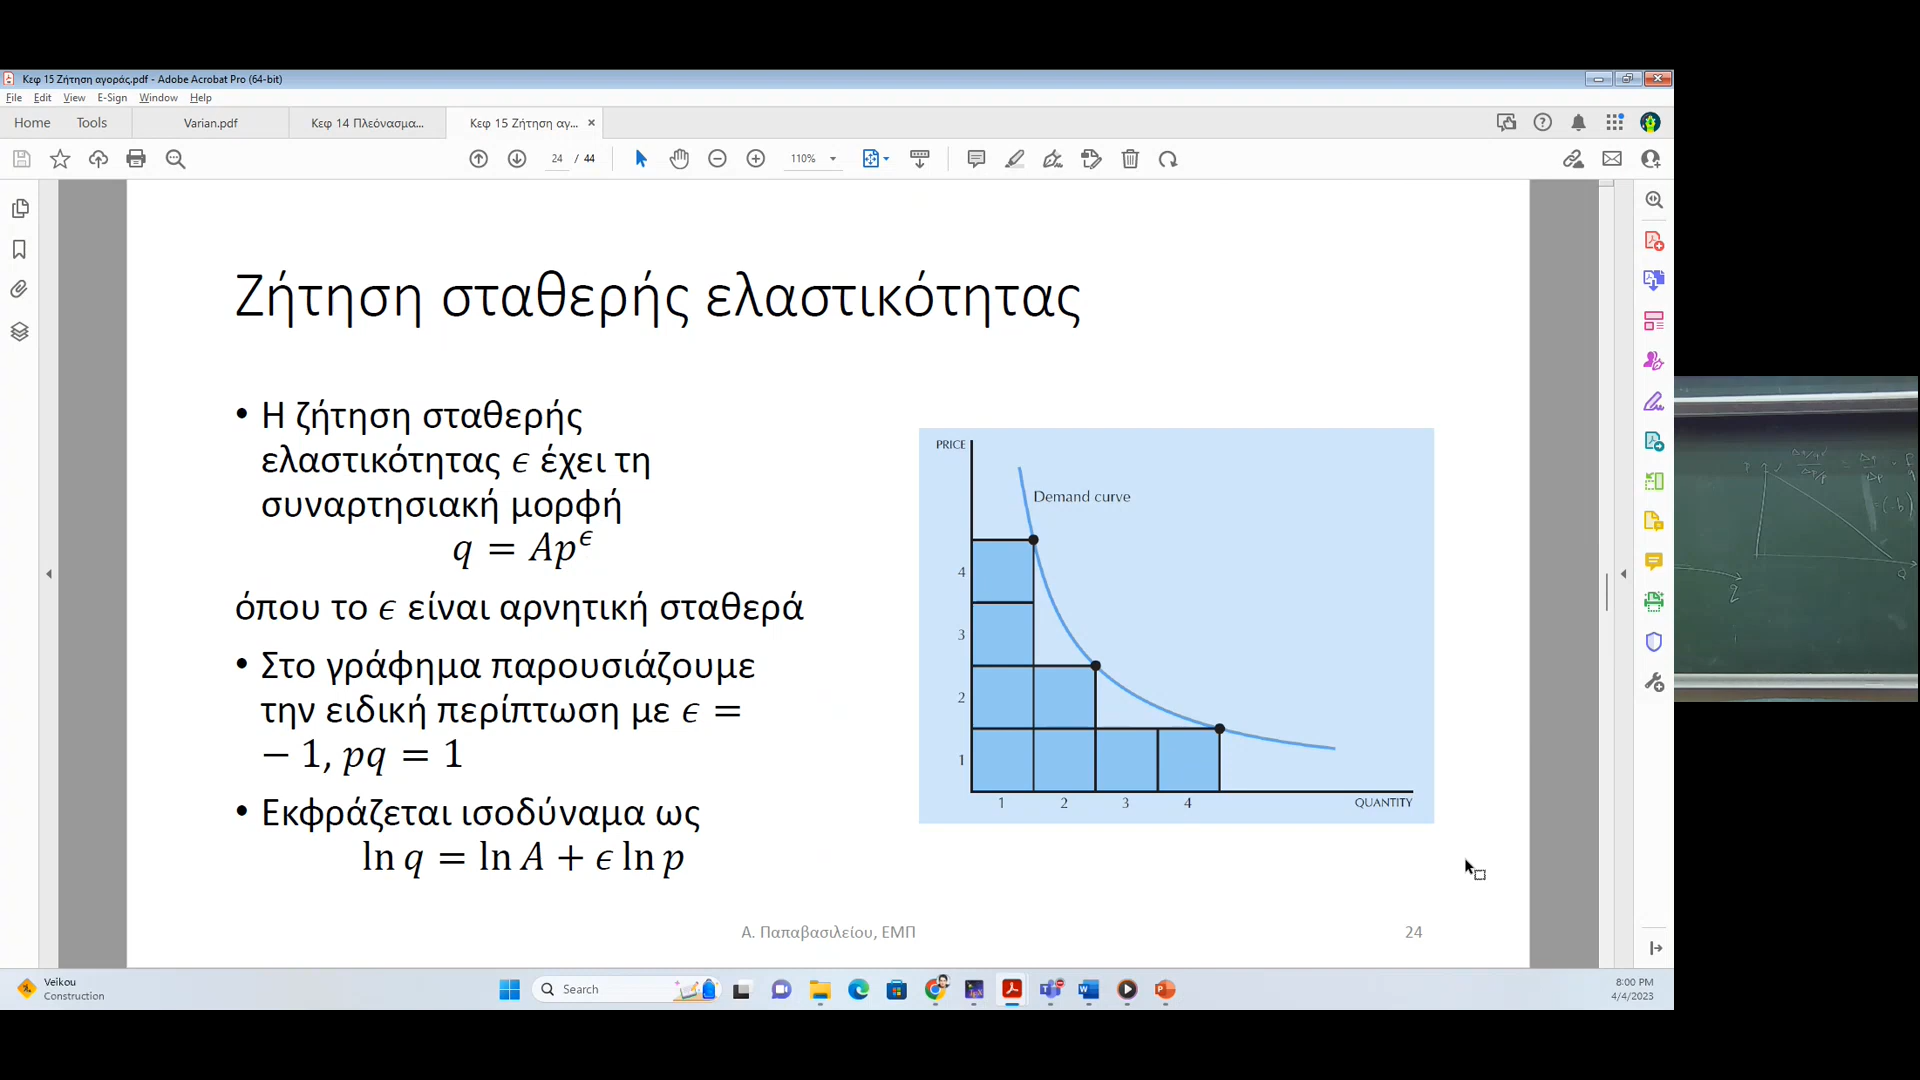 Κεφ 15 Ζήτηση αγοράς.pdf - Adobe Acrobat Pro (64-bit)
File Edit View E-Sign Window Help
Home Tools Varian.pdf Κεφ 14 Πλεόνασμα... Κεφ 15 Ζήτηση αγ...
24 / 44 110%
Ζήτηση σταθερής ελαστικότητας
• Η ζήτηση σταθερής
ελαστικότητας ϵ έχει τη
συναρτησιακή μορφή
q = Ap^ϵ
όπου το ϵ είναι αρνητική σταθερά
• Στο γράφημα παρουσιάζουμε
την ειδική περίπτωση με ϵ =
− 1, pq = 1
• Εκφράζεται ισοδύναμα ως
ln q = ln A + ϵ ln p
PRICE
Demand curve
4
3
2
1
1 2 3 4 QUANTITY
Α. Παπαβασιλείου, ΕΜΠ 24
Veikou
Construction
Search
8:00 PM
4/4/2023